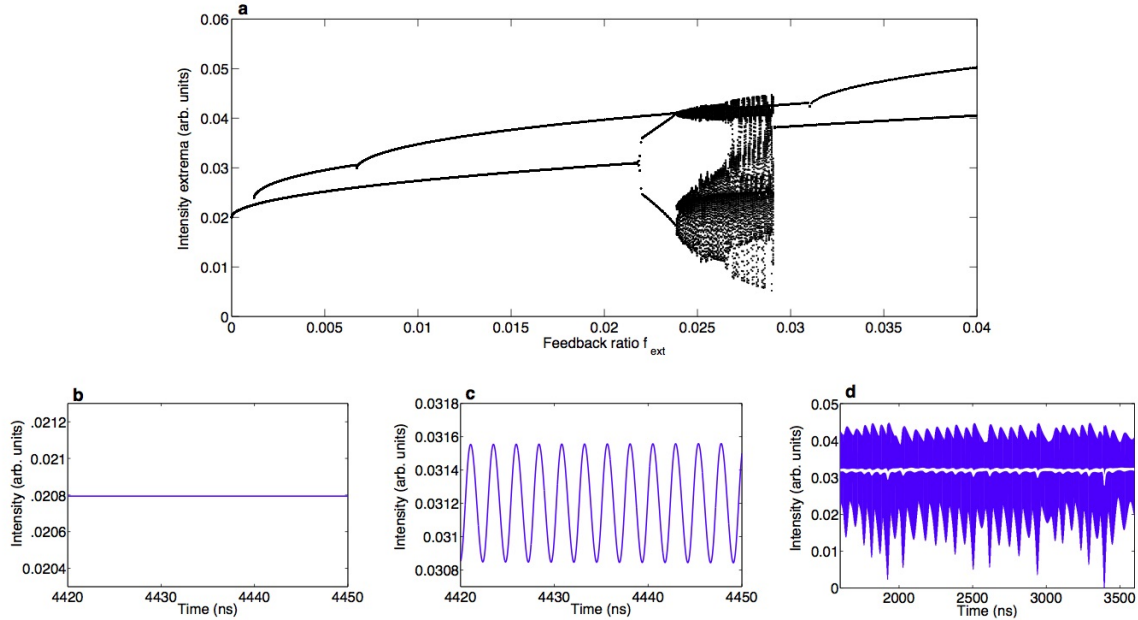 a
Intensity extrema (arb. units)
0.06
0.05
0.04
0.03
0.02
0.01
0
0 0.005 0.01 0.015 0.02 0.025 0.03 0.035 0.04
Feedback ratio f ext
b
Intensity (arb. units)
.0212
.021
.0208
.0206
0.0204
4420 4430 4440 4450
Time (ns)
c
Intensity (arb. units)
.0318
.0316
.0314
.0312
.031
0.0308
4420 4430 4440 4450
Time (ns)
d
Intensity (arb. units)
0.05
0.04
0.03
0.02
0.01
0
2000 2500 3000 3500
Time (ns)